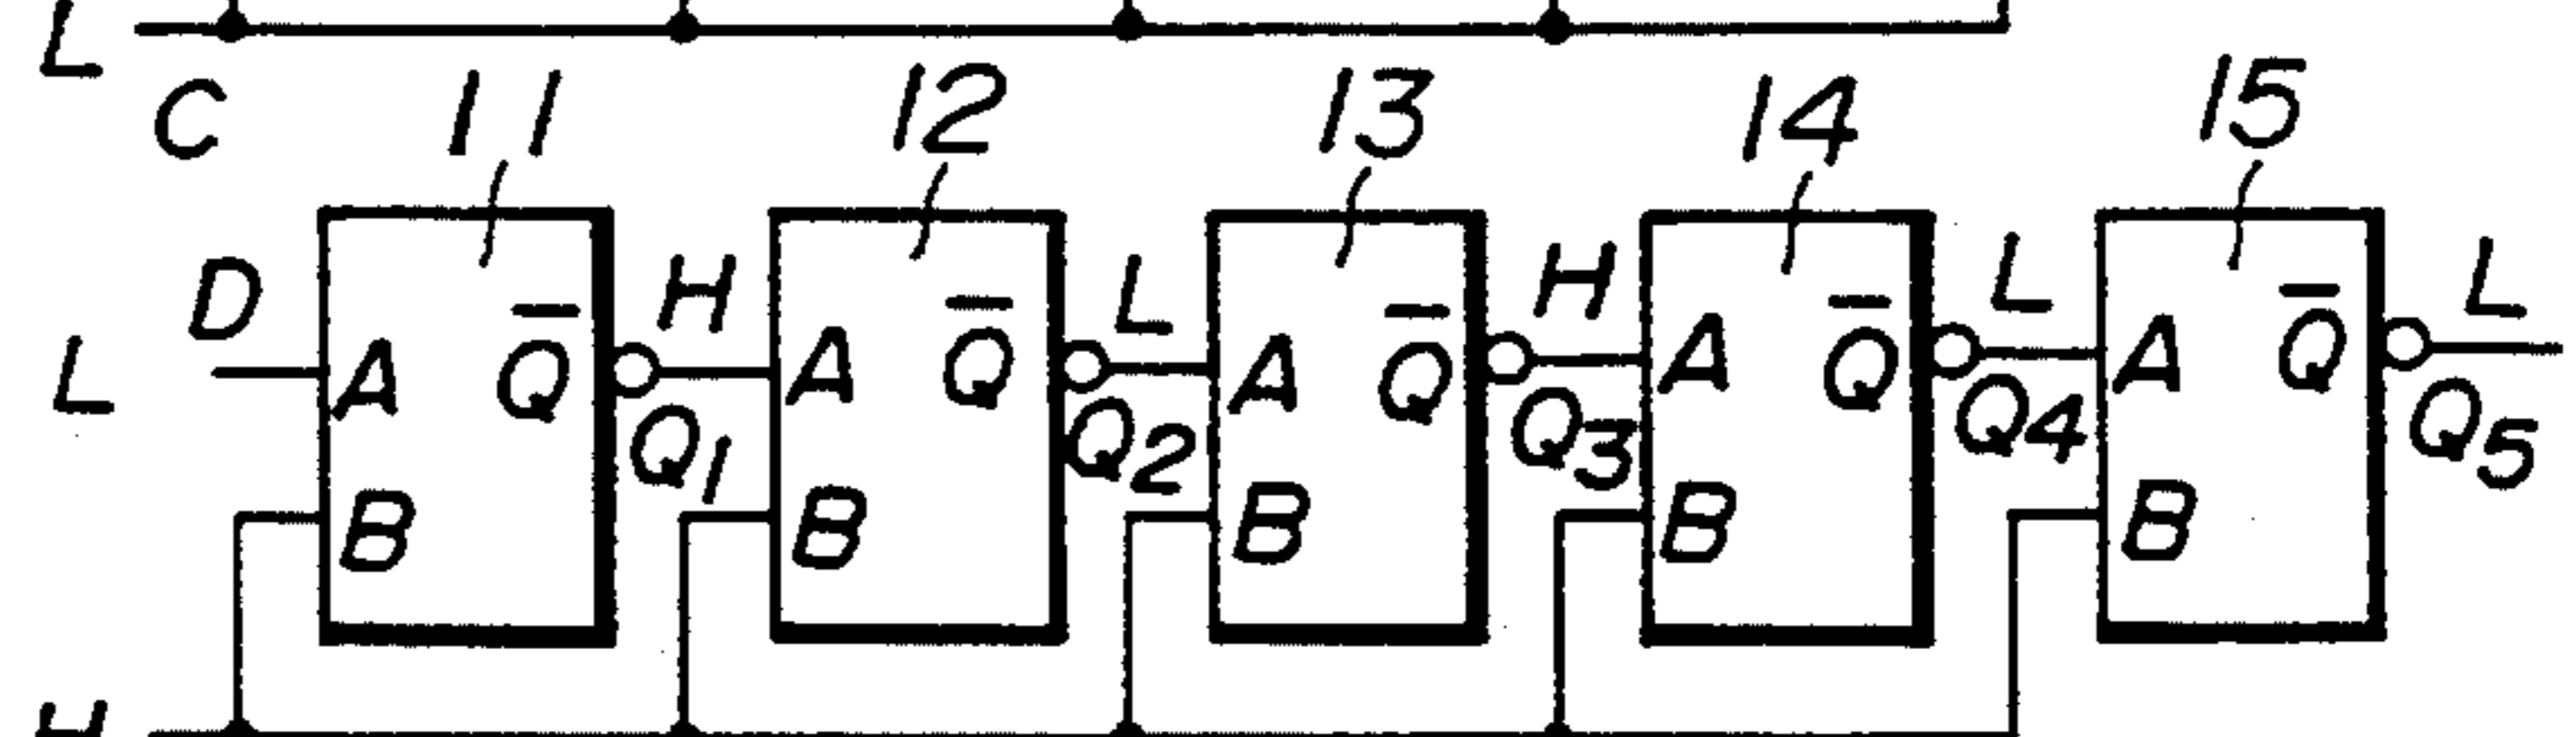 L
C 11 12 13 14 15
D H L H L L
L A Q̅ A Q̅ A Q̅ A Q̅ A Q̅
Q1 Q2 Q3 Q4 Q5
B B B B B
H